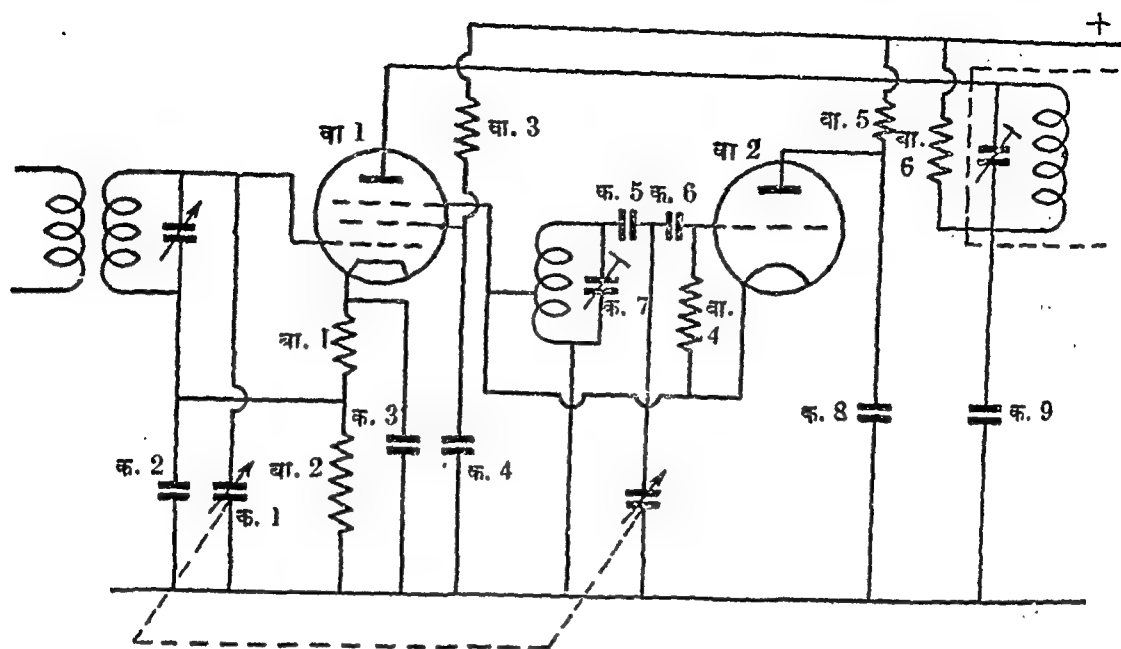 +
वा 1
वा. 3
वा. 5
वा.
6
वा 2
क. 5 क. 6
क. 7
वा.
4
वा. 1
क. 3
क. 8
क. 9
क. 2
वा. 2
क. 4
क. 1